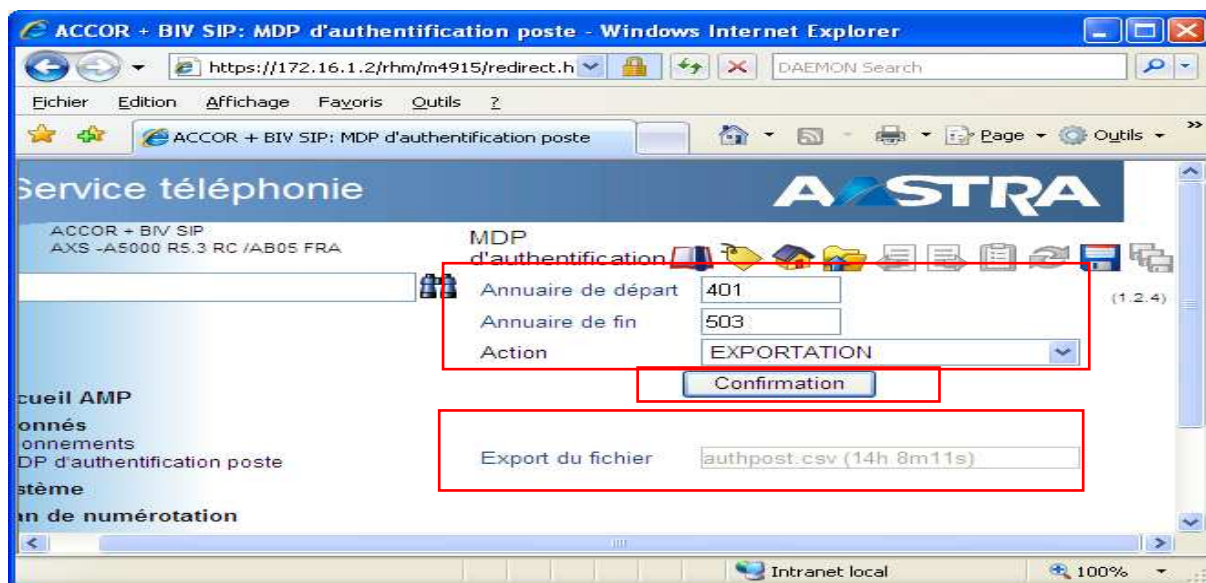 ACCOR + BIV SIP: MDP d'authentification poste - Windows Internet Explorer
https://172.16.1.2/rhm/m4915/redirect.h
DAEMON Search
Eichier Edition Affichage Favoris Outils ?
ACCOR + BIV SIP: MDP d'authentification poste
Page Outils »
Service téléphonie
AASTRA
ACCOR + BIV SIP
AXS -A5000 R5.3 RC /AB05 FRA
MDP
d'authentification
Annuaire de départ 401
(1.2.4)
Annuaire de fin 503
Action EXPORTATION
Confirmation
cueil AMP
onnés
onnements
DP d'authentification poste
Export du fichier authpost.csv (14h 8m11s)
stème
an de numérotation
Intranet local 100%